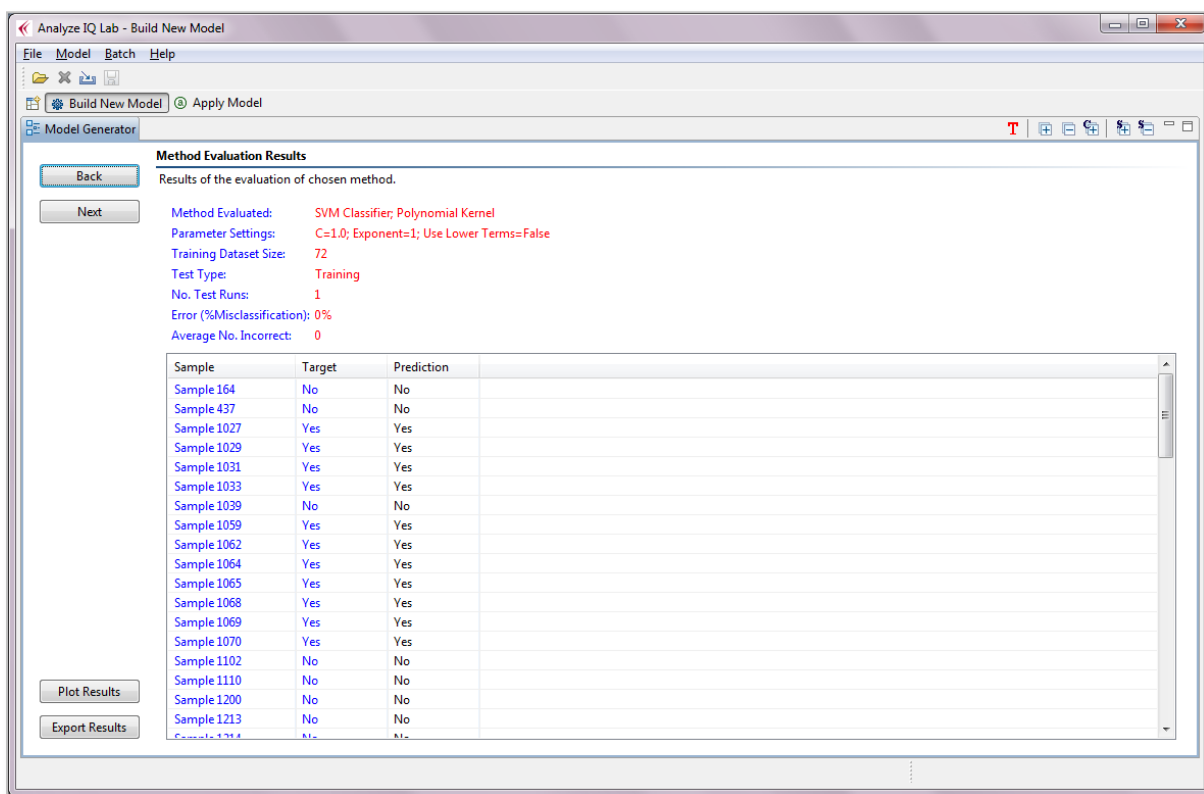 Analyze IQ Lab - Build New Model
File Model Batch Help
Build New Model Apply Model
Model Generator
Method Evaluation Results
Back
Results of the evaluation of chosen method.
Next
Method Evaluated: SVM Classifier; Polynomial Kernel
Parameter Settings: C=1.0; Exponent=1; Use Lower Terms=False
Training Dataset Size: 72
Test Type: Training
No. Test Runs: 1
Error (%Misclassification): 0%
Average No. Incorrect: 0
Sample Target Prediction
Sample 164 No No
Sample 437 No No
Sample 1027 Yes Yes
Sample 1029 Yes Yes
Sample 1031 Yes Yes
Sample 1033 Yes Yes
Sample 1039 No No
Sample 1059 Yes Yes
Sample 1062 Yes Yes
Sample 1064 Yes Yes
Sample 1065 Yes Yes
Sample 1068 Yes Yes
Sample 1069 Yes Yes
Sample 1070 Yes Yes
Sample 1102 No No
Sample 1110 No No
Sample 1200 No No
Sample 1213 No No
Sample 1214 No No
Plot Results
Export Results